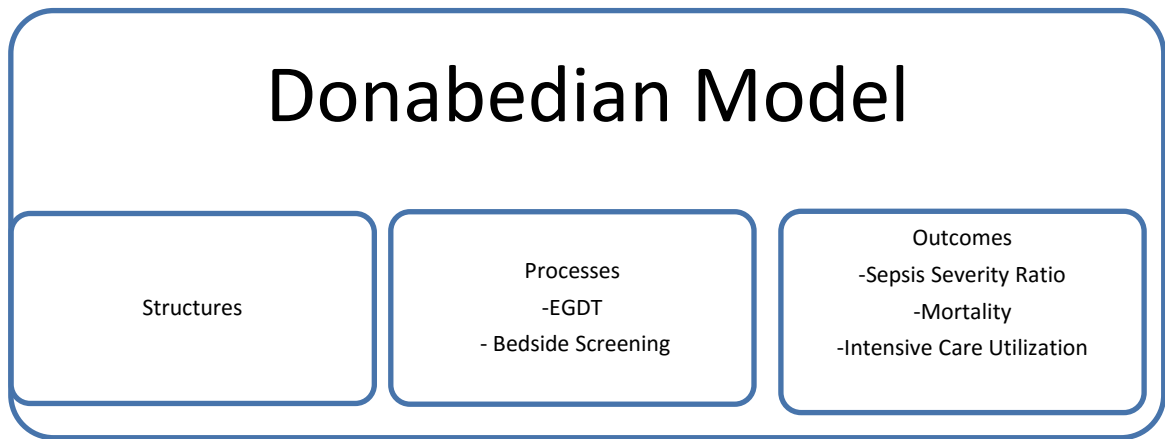 Donabedian Model
Structures
Processes
-EGDT
- Bedside Screening
Outcomes
-Sepsis Severity Ratio
-Mortality
-Intensive Care Utilization